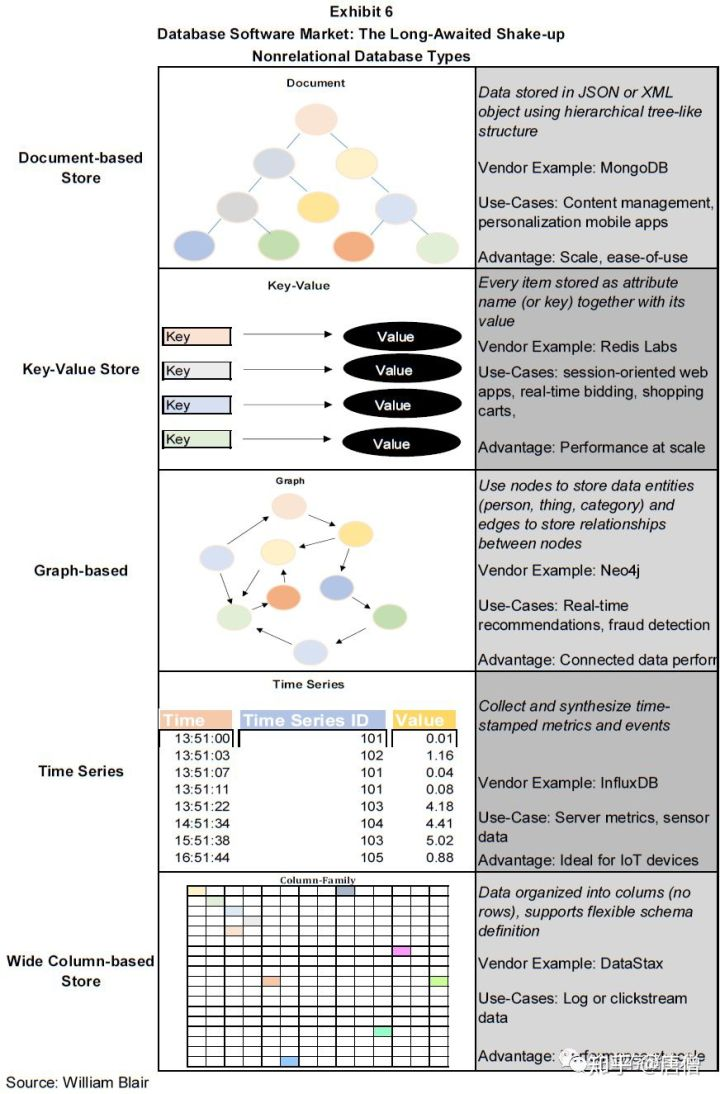 Exhibit 6
Database Software Market: The Long-Awaited Shake-up
Nonrelational Database Types
Document-based
Store
Document
Data stored in JSON or XML
object using hierarchical tree-like
structure
Vendor Example: MongoDB
Use-Cases: Content management,
personalization mobile apps
Advantage: Scale, ease-of-use
Key-Value Store
Key-Value
Key
Value
Key
Value
Key
Value
Key
Value
Every item stored as attribute
name (or key) together with its
value
Vendor Example: Redis Labs
Use-Cases: session-oriented web
apps, real-time bidding, shopping
carts,
Advantage: Performance at scale
Graph-based
Graph
Use nodes to store data entities
(person, thing, category) and
edges to store relationships
between nodes
Vendor Example: Neo4j
Use-Cases: Real-time
recommendations, fraud detection
Advantage: Connected data perform
Time Series
Time Series
Time Time Series ID Value
13:51:00 101 0.01
13:51:03 102 1.16
13:51:07 101 0.04
13:51:11 101 0.08
13:51:22 103 4.18
14:51:34 104 4.41
15:51:38 103 5.02
16:51:44 105 0.88
Collect and synthesize time-
stamped metrics and events
Vendor Example: InfluxDB
Use-Case: Server metrics, sensor
data
Advantage: Ideal for IoT devices
Wide Column-based
Store
Column-Family
Data organized into colums (no
rows), supports flexible schema
definition
Vendor Example: DataStax
Use-Cases: Log or clickstream
data
Advantage:
知乎 @唐僧
Source: William Blair